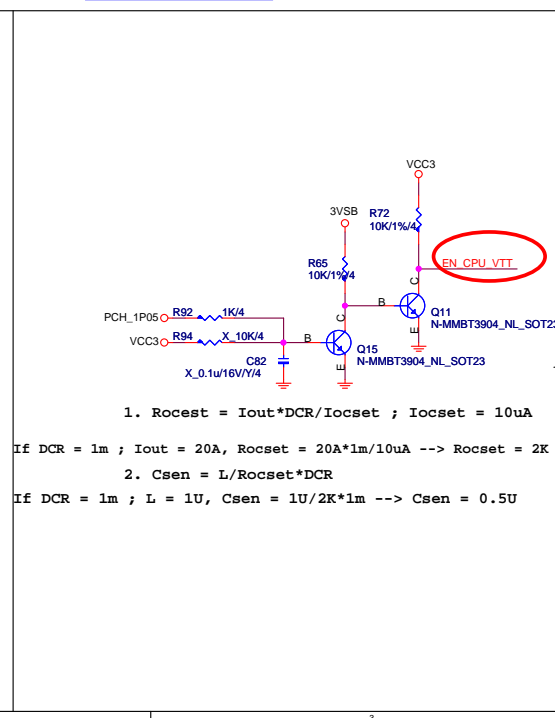 VCC3
3VSB
R72
10K/1%/4
EN_CPU_VTT
R65
10K/1%/4
C
B
Q11
E
N-MMBT3904_NL_SOT23
PCH_1P05
R92
1K/4
C
VCC3
R94
X_10K/4
B
Q15
E
N-MMBT3904_NL_SOT23
C82
X_0.1u/16V/Y/4
1. Rocest = Iout*DCR/Iocset ; Iocset = 10uA
If DCR = 1m ; Iout = 20A, Rocset = 20A*1m/10uA --> Rocset = 2K
2. Csen = L/Rocset*DCR
If DCR = 1m ; L = 1U, Csen = 1U/2K*1m --> Csen = 0.5U